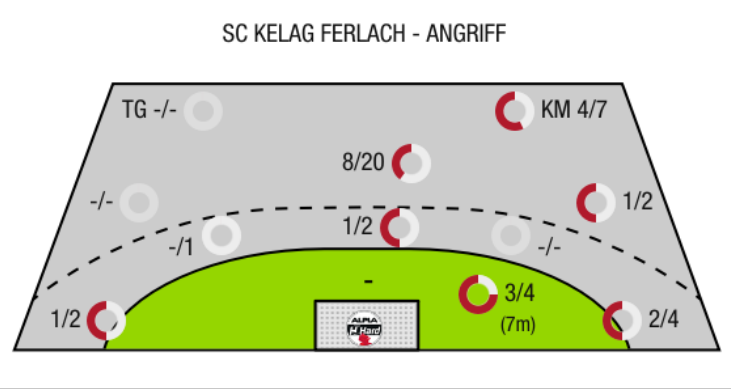 SC KELAG FERLACH - ANGRIFF
TG -/-
KM 4/7
8/20
-/-
1/2
1/2
-/1
-/-
-
3/4
(7m)
1/2
2/4
ALPLA
Hard